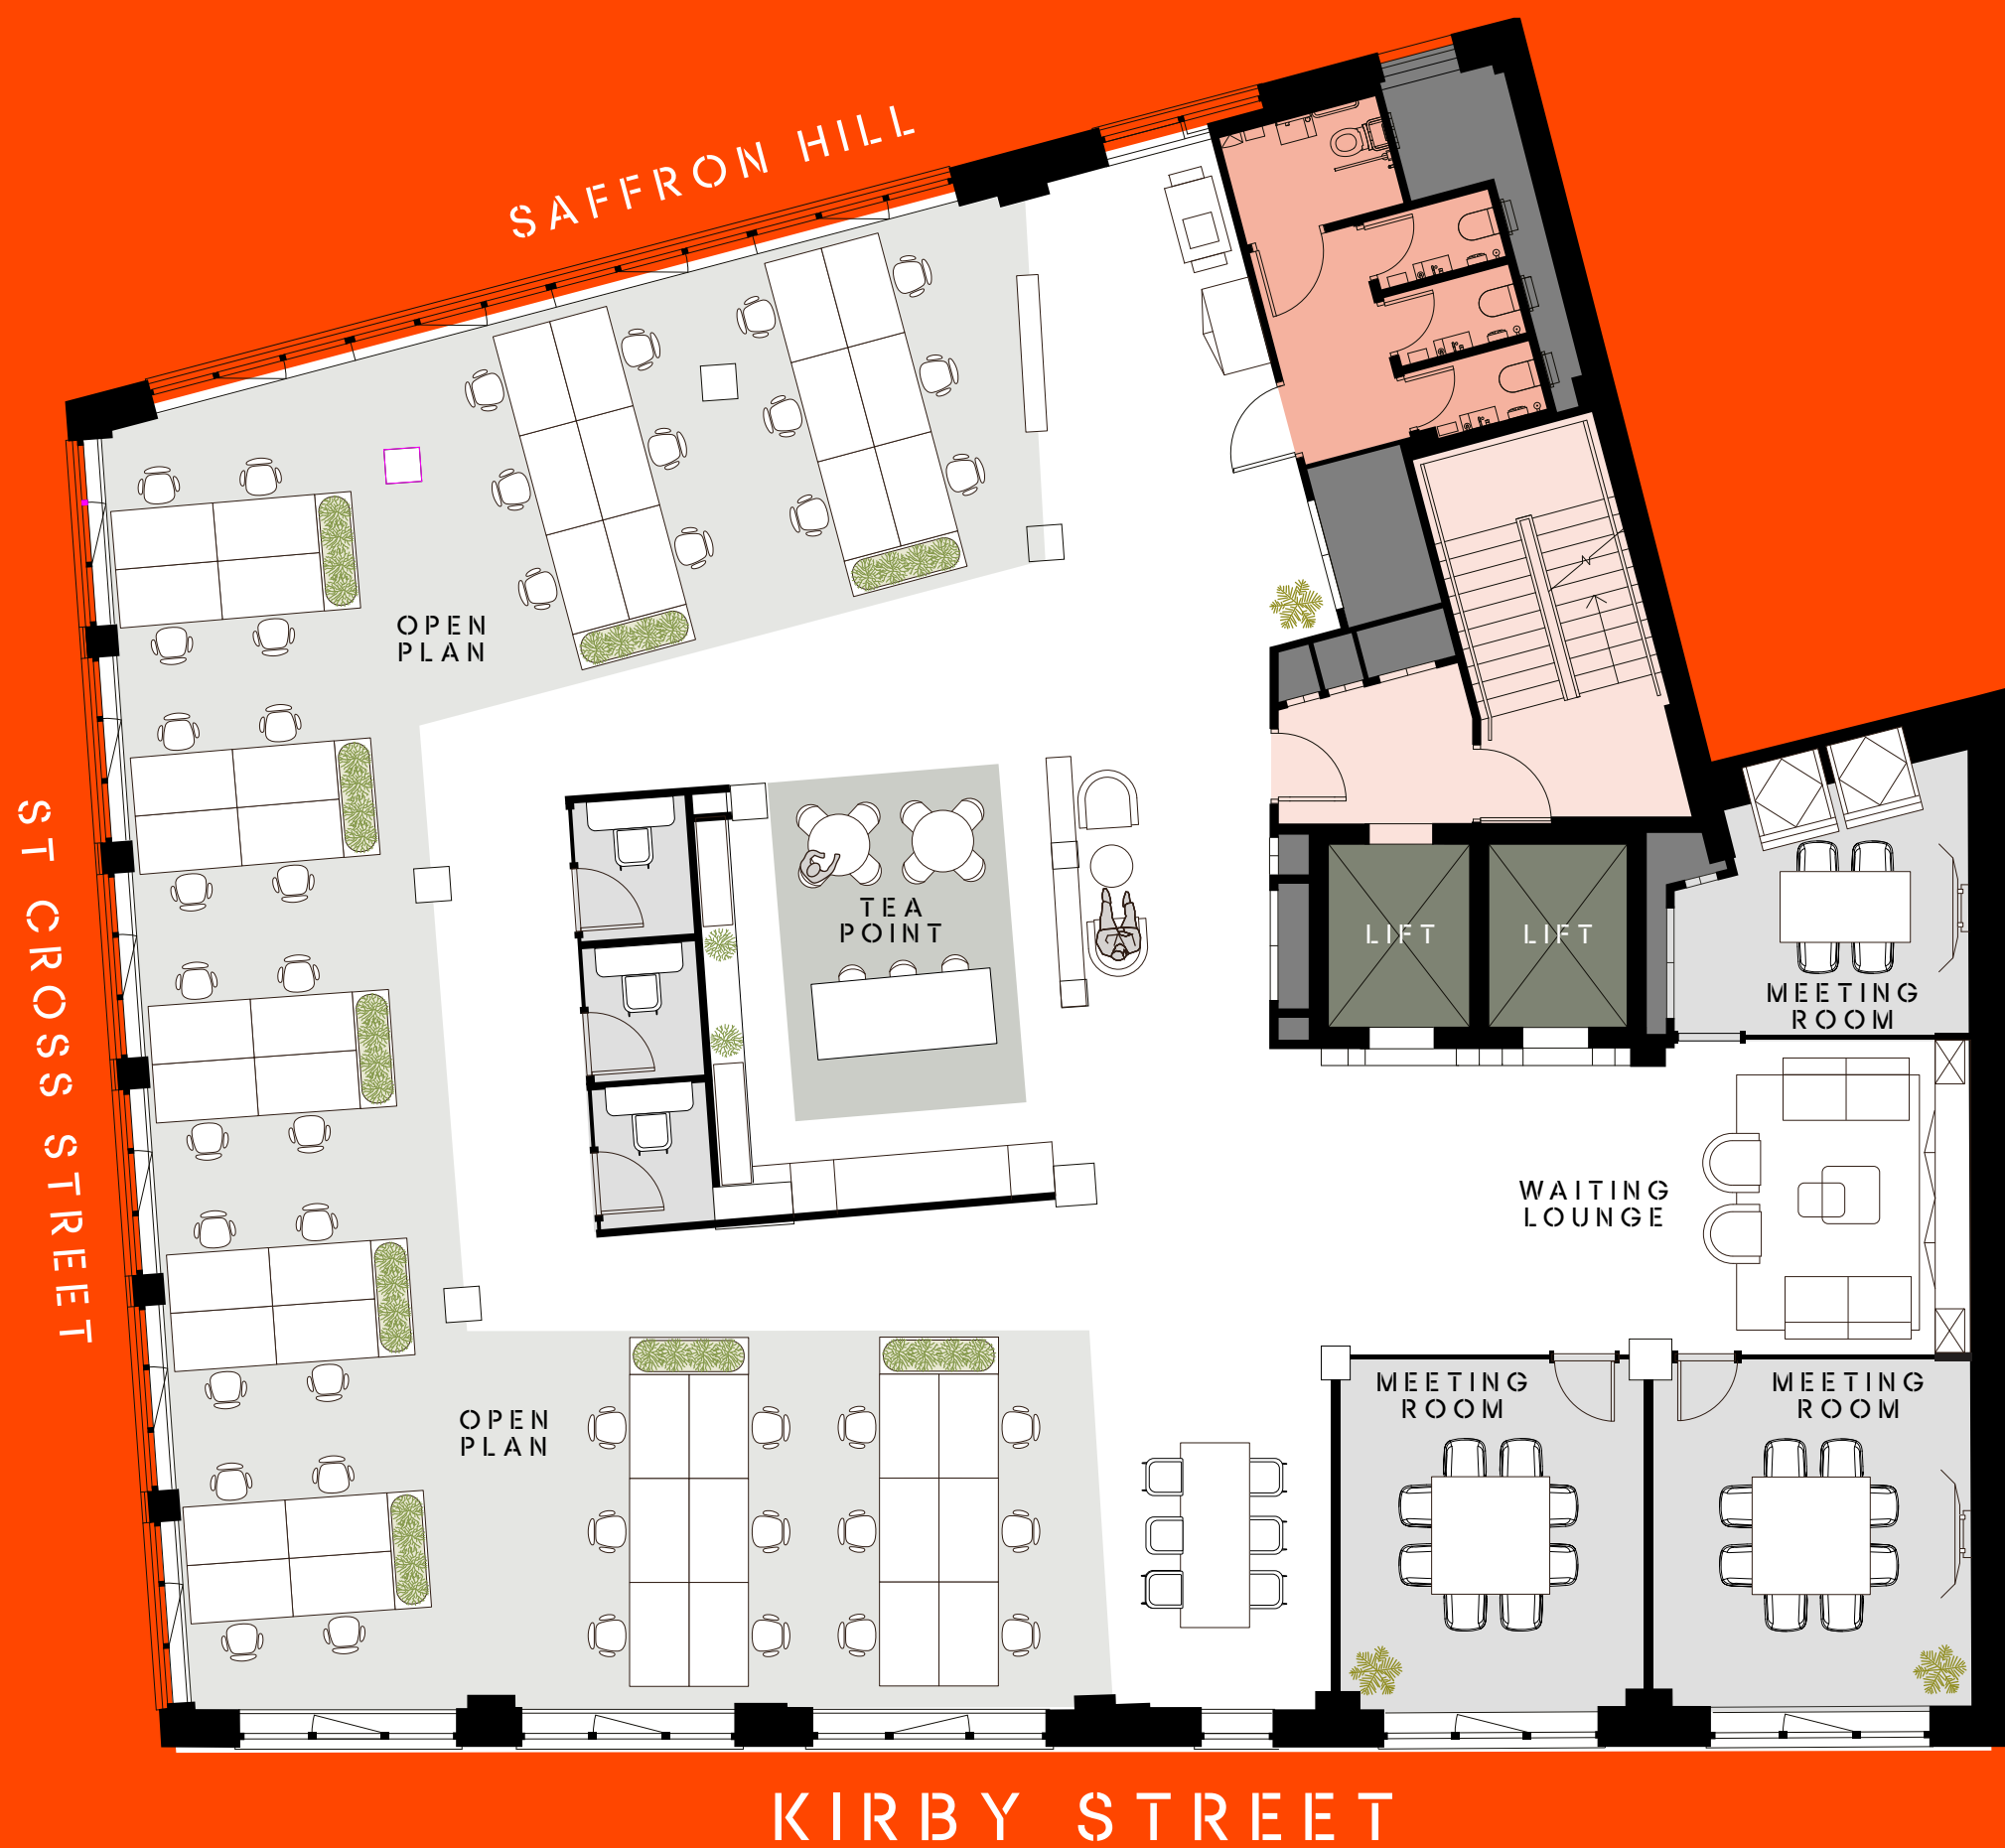 SAFFRON HILL
OPEN
PLAN
ST CROSS STREET
TEA
POINT
LIFT
LIFT
MEETING
ROOM
WAITING
LOUNGE
MEETING
ROOM
MEETING
ROOM
OPEN
PLAN
KIRBY STREET